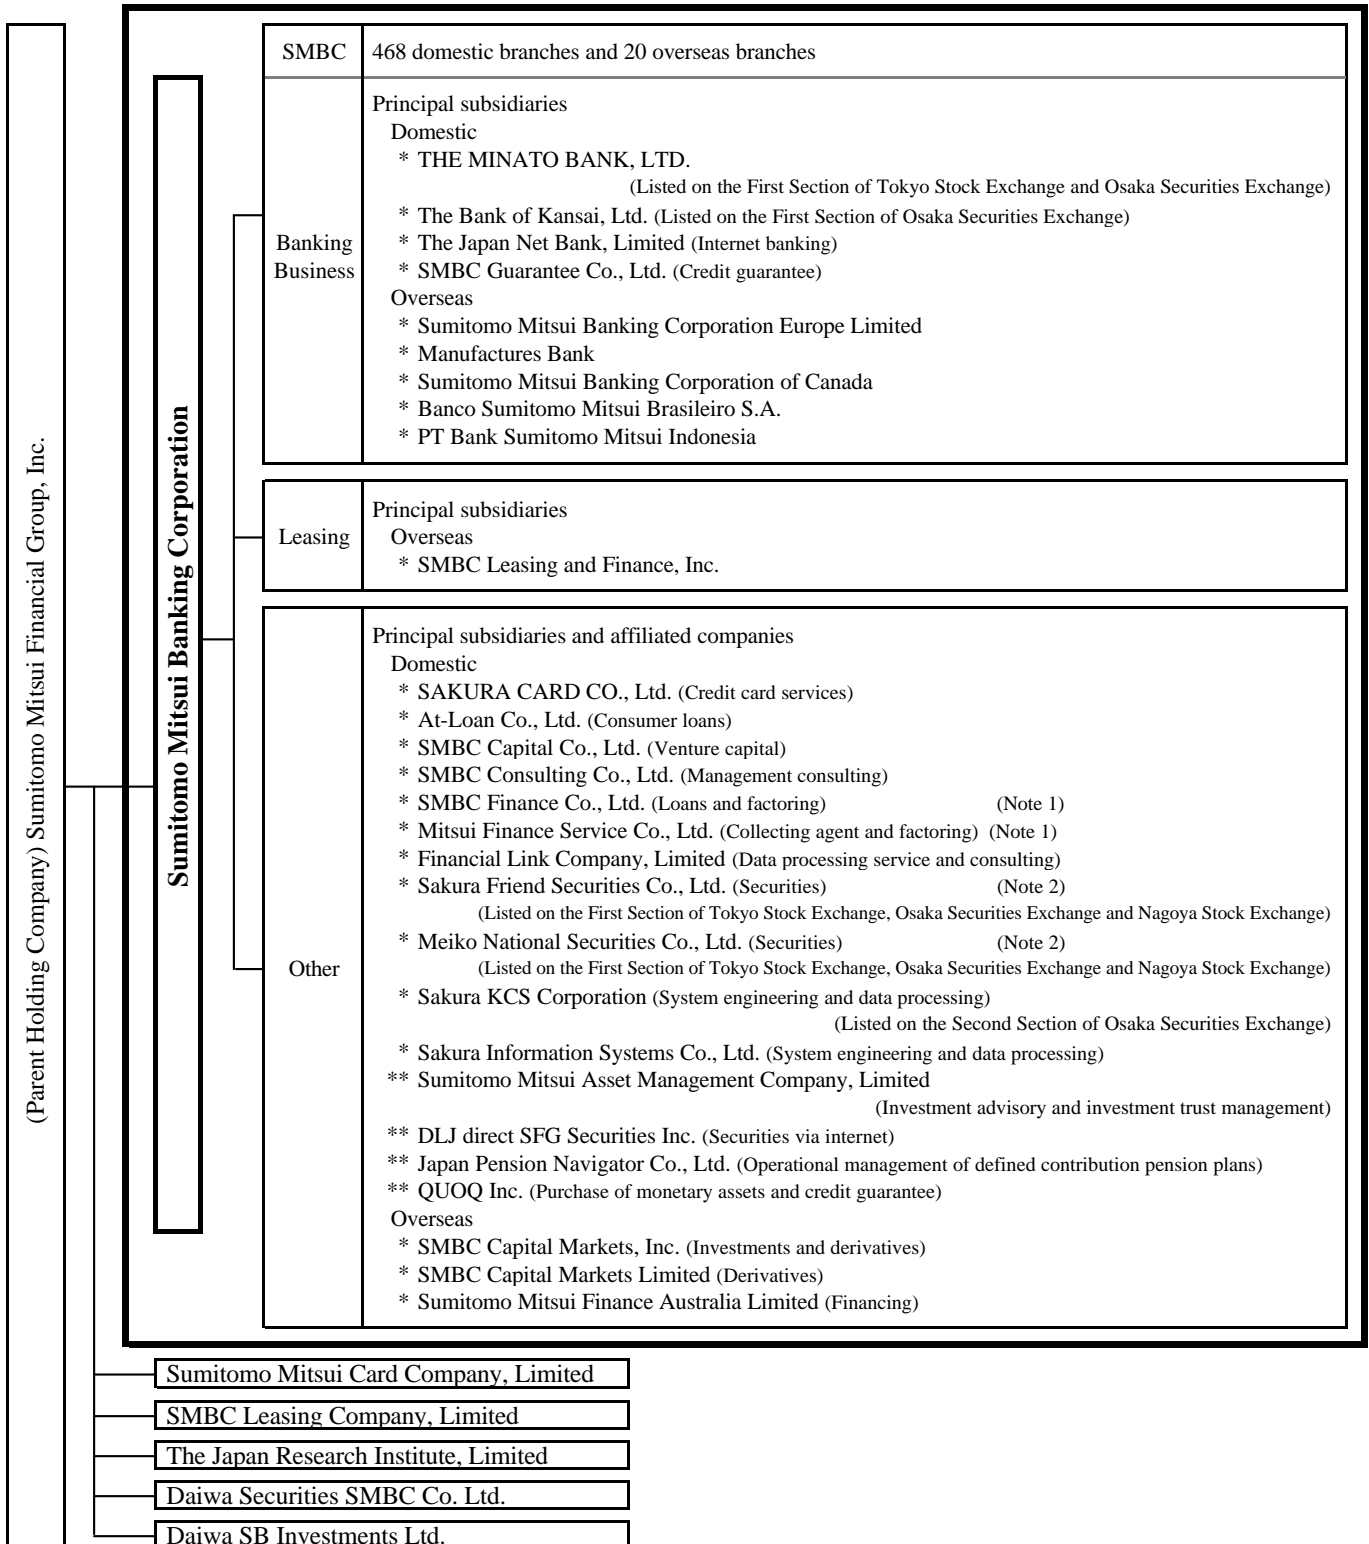 (Parent Holding Company) Sumitomo Mitsui Financial Group, Inc.
Sumitomo Mitsui Banking Corporation
SMBC
468 domestic branches and 20 overseas branches
Banking
Business
Principal subsidiaries
Domestic
* THE MINATO BANK, LTD.
(Listed on the First Section of Tokyo Stock Exchange and Osaka Securities Exchange)
* The Bank of Kansai, Ltd. (Listed on the First Section of Osaka Securities Exchange)
* The Japan Net Bank, Limited (Internet banking)
* SMBC Guarantee Co., Ltd. (Credit guarantee)
Overseas
* Sumitomo Mitsui Banking Corporation Europe Limited
* Manufactures Bank
* Sumitomo Mitsui Banking Corporation of Canada
* Banco Sumitomo Mitsui Brasileiro S.A.
* PT Bank Sumitomo Mitsui Indonesia
Leasing
Principal subsidiaries
Overseas
* SMBC Leasing and Finance, Inc.
Other
Principal subsidiaries and affiliated companies
Domestic
* SAKURA CARD CO., Ltd. (Credit card services)
* At-Loan Co., Ltd. (Consumer loans)
* SMBC Capital Co., Ltd. (Venture capital)
* SMBC Consulting Co., Ltd. (Management consulting)
* SMBC Finance Co., Ltd. (Loans and factoring) (Note 1)
* Mitsui Finance Service Co., Ltd. (Collecting agent and factoring) (Note 1)
* Financial Link Company, Limited (Data processing service and consulting)
* Sakura Friend Securities Co., Ltd. (Securities) (Note 2)
(Listed on the First Section of Tokyo Stock Exchange, Osaka Securities Exchange and Nagoya Stock Exchange)
* Meiko National Securities Co., Ltd. (Securities) (Note 2)
(Listed on the First Section of Tokyo Stock Exchange, Osaka Securities Exchange and Nagoya Stock Exchange)
* Sakura KCS Corporation (System engineering and data processing)
(Listed on the Second Section of Osaka Securities Exchange)
* Sakura Information Systems Co., Ltd. (System engineering and data processing)
** Sumitomo Mitsui Asset Management Company, Limited
(Investment advisory and investment trust management)
** DLJ direct SFG Securities Inc. (Securities via internet)
** Japan Pension Navigator Co., Ltd. (Operational management of defined contribution pension plans)
** QUOQ Inc. (Purchase of monetary assets and credit guarantee)
Overseas
* SMBC Capital Markets, Inc. (Investments and derivatives)
* SMBC Capital Markets Limited (Derivatives)
* Sumitomo Mitsui Finance Australia Limited (Financing)
Sumitomo Mitsui Card Company, Limited
SMBC Leasing Company, Limited
The Japan Research Institute, Limited
Daiwa Securities SMBC Co. Ltd.
Daiwa SB Investments Ltd.